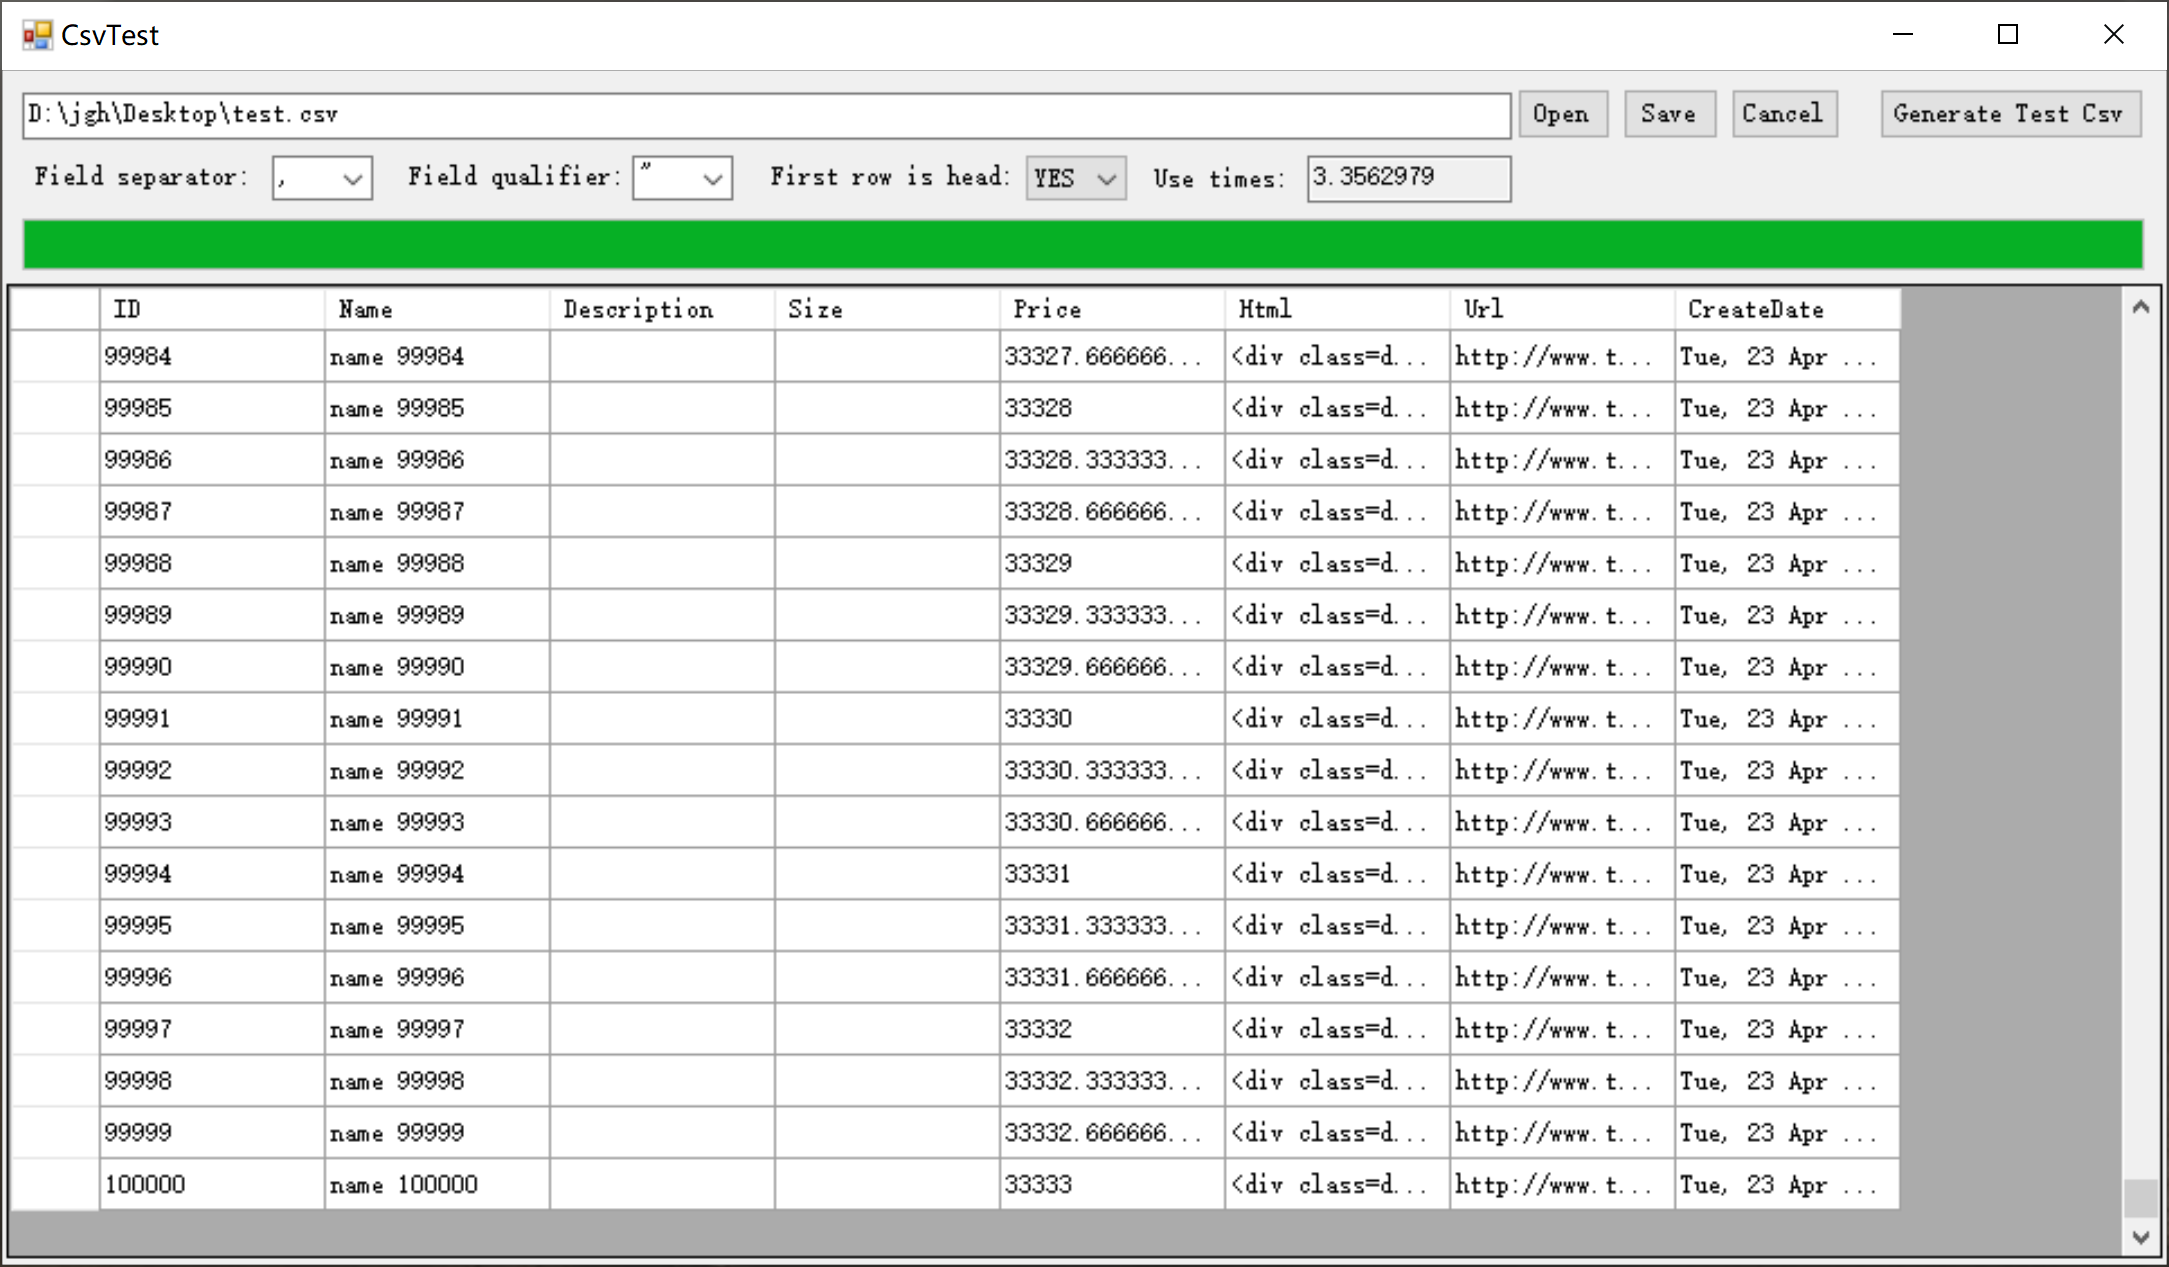 CsvTest
D:\jgh\Desktop\test.csv Open Save Cancel Generate Test Csv
Field separator: , Field qualifier: " First row is head: YES Use times: 3.3562979
ID Name Description Size Price Html Url CreateDate
99984 name 99984 33327.666666... <div class=d... http://www.t... Tue, 23 Apr ...
99985 name 99985 33328 <div class=d... http://www.t... Tue, 23 Apr ...
99986 name 99986 33328.333333... <div class=d... http://www.t... Tue, 23 Apr ...
99987 name 99987 33328.666666... <div class=d... http://www.t... Tue, 23 Apr ...
99988 name 99988 33329 <div class=d... http://www.t... Tue, 23 Apr ...
99989 name 99989 33329.333333... <div class=d... http://www.t... Tue, 23 Apr ...
99990 name 99990 33329.666666... <div class=d... http://www.t... Tue, 23 Apr ...
99991 name 99991 33330 <div class=d... http://www.t... Tue, 23 Apr ...
99992 name 99992 33330.333333... <div class=d... http://www.t... Tue, 23 Apr ...
99993 name 99993 33330.666666... <div class=d... http://www.t... Tue, 23 Apr ...
99994 name 99994 33331 <div class=d... http://www.t... Tue, 23 Apr ...
99995 name 99995 33331.333333... <div class=d... http://www.t... Tue, 23 Apr ...
99996 name 99996 33331.666666... <div class=d... http://www.t... Tue, 23 Apr ...
99997 name 99997 33332 <div class=d... http://www.t... Tue, 23 Apr ...
99998 name 99998 33332.333333... <div class=d... http://www.t... Tue, 23 Apr ...
99999 name 99999 33332.666666... <div class=d... http://www.t... Tue, 23 Apr ...
100000 name 100000 33333 <div class=d... http://www.t... Tue, 23 Apr ...